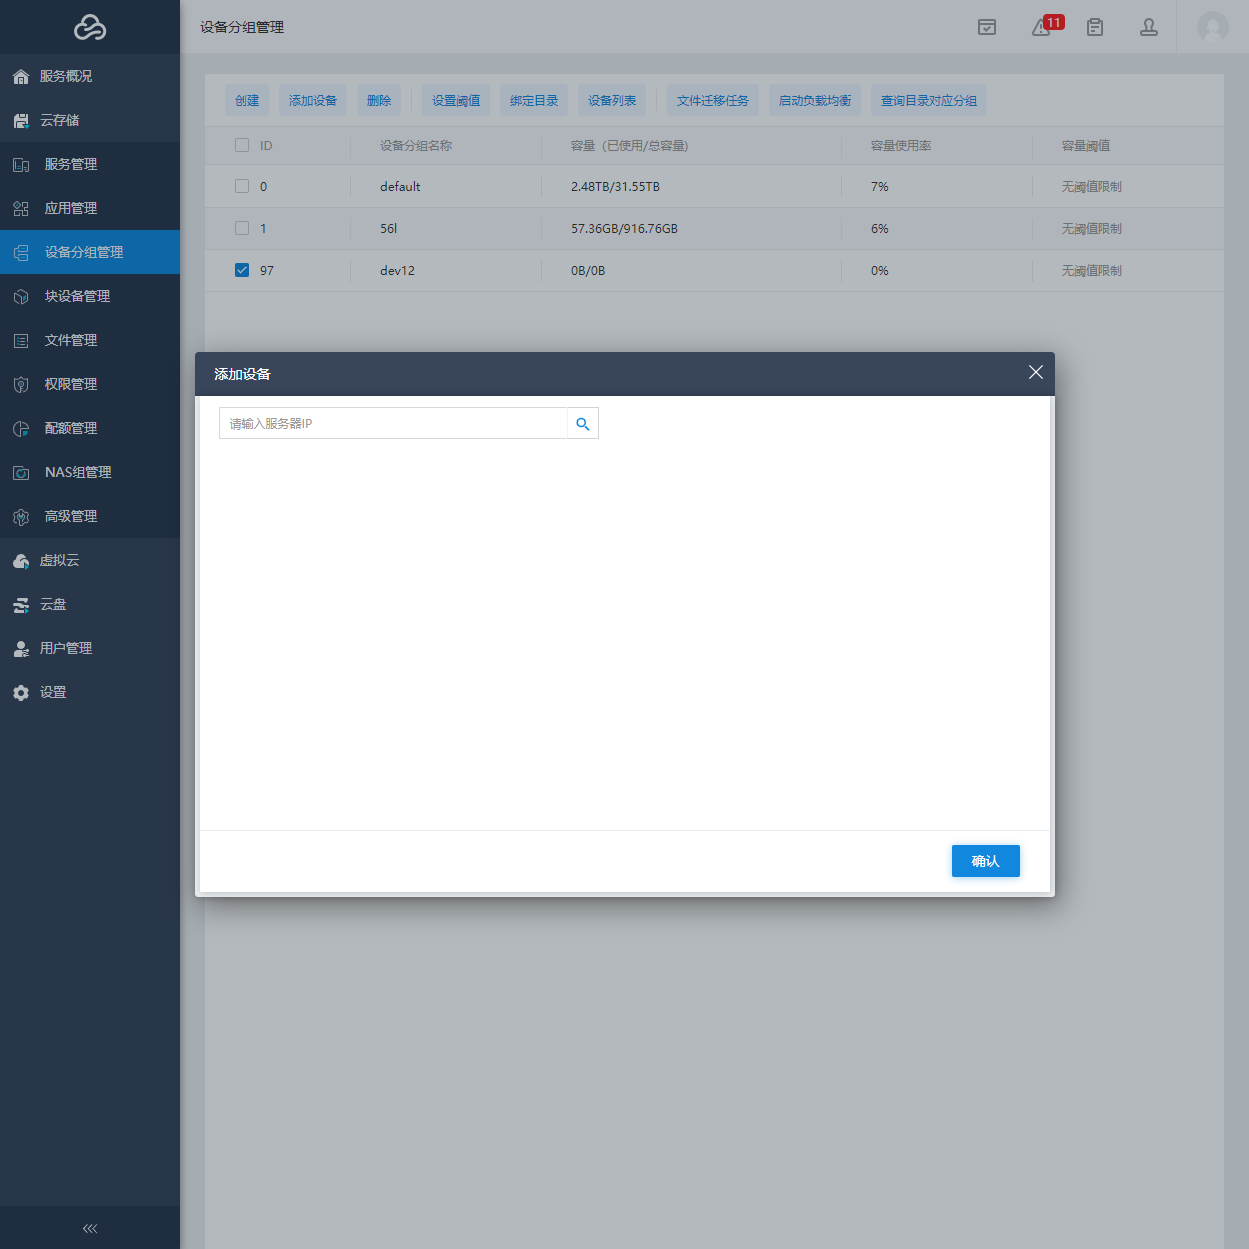 设备分组管理
11
服务概况
云存储
服务管理
应用管理
设备分组管理
块设备管理
文件管理
权限管理
配额管理
NAS组管理
高级管理
虚拟云
云盘
用户管理
设置
创建 添加设备 删除 设置阈值 绑定目录 设备列表 文件迁移任务 启动负载均衡 查询目录对应分组
ID 设备分组名称 容量（已使用/总容量） 容量使用率 容量阈值
0 default 2.48TB/31.55TB 7% 无阈值限制
1 56l 57.36GB/916.76GB 6% 无阈值限制
97 dev12 0B/0B 0% 无阈值限制
添加设备
请输入服务器IP
确认